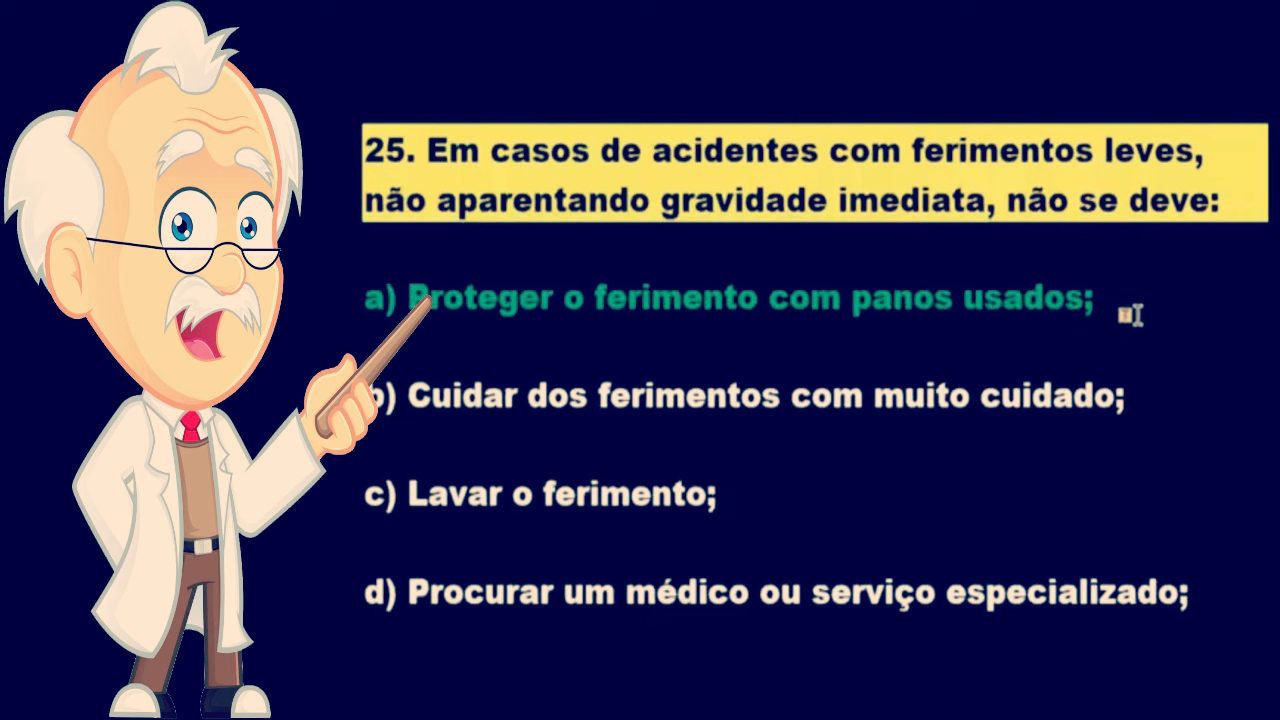 25. Em casos de acidentes com ferimentos leves,
não aparentando gravidade imediata, não se deve:
a) Proteger o ferimento com panos usados;
b) Cuidar dos ferimentos com muito cuidado;
c) Lavar o ferimento;
d) Procurar um médico ou serviço especializado;